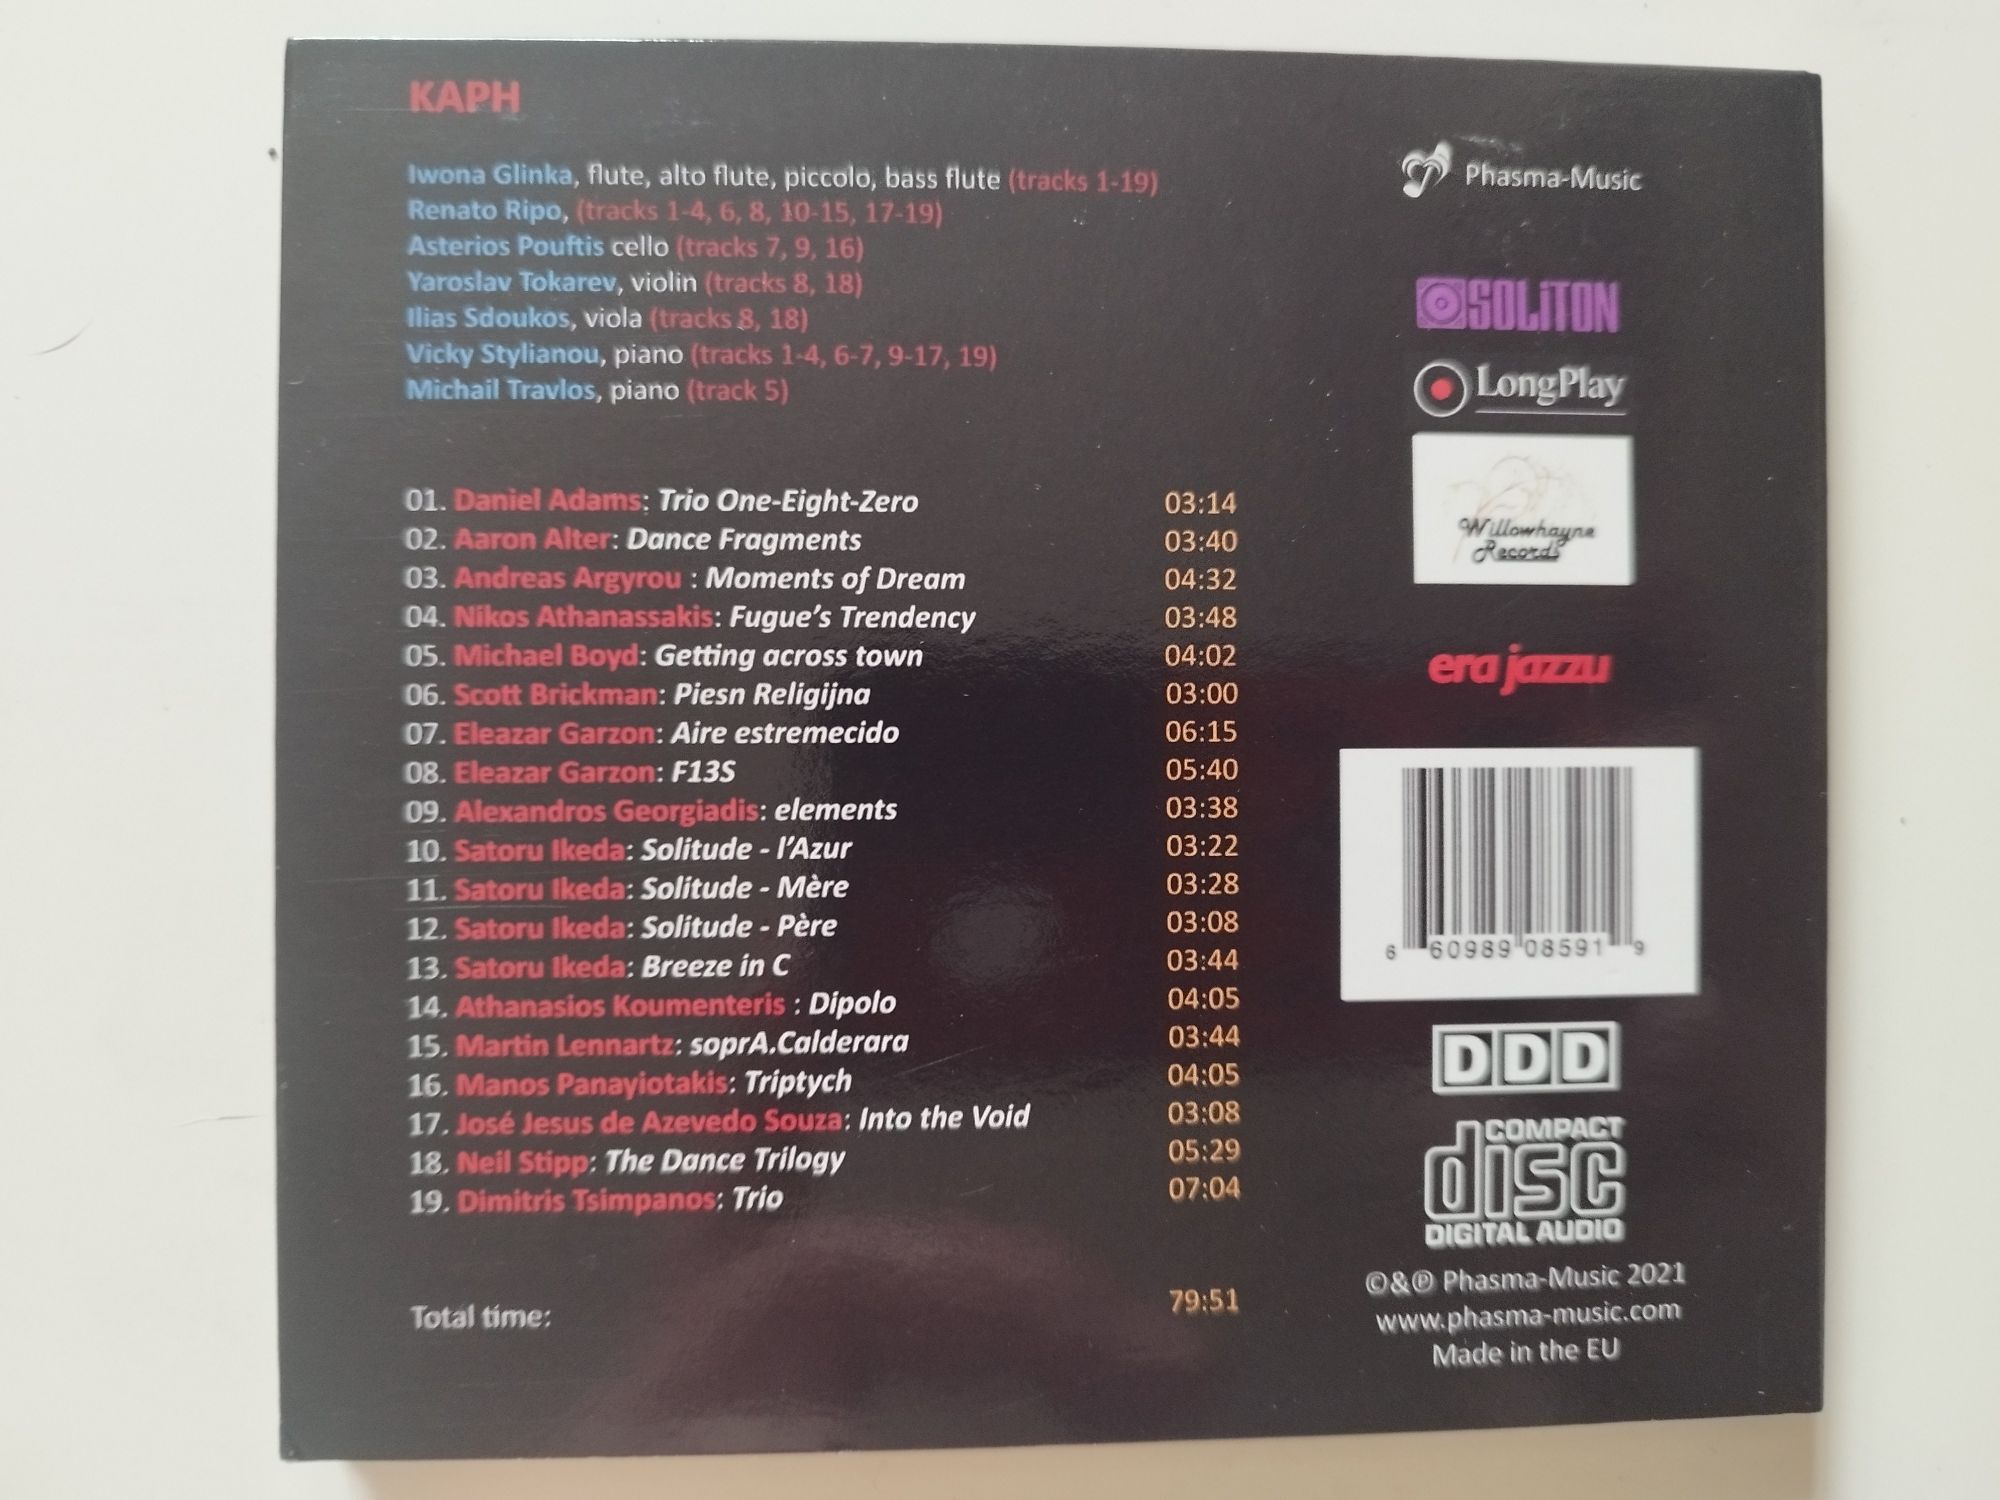 KAPH
Iwona Glinka, flute, alto flute, piccolo, bass flute (tracks 1-19)
Renato Ripo, (tracks 1-4, 6, 8, 10-15, 17-19)
Asterios Pouftis cello (tracks 7, 9, 16)
Yaroslav Tokarev, violin (tracks 8, 18)
Ilias Sdoukos, viola (tracks 8, 18)
Vicky Stylianou, piano (tracks 1-4, 6-7, 9-17, 19)
Michail Travlos, piano (track 5)
01. Daniel Adams: Trio One-Eight-Zero 03:14
02. Aaron Alter: Dance Fragments 03:40
03. Andreas Argyrou : Moments of Dream 04:32
04. Nikos Athanassakis: Fugue's Trendency 03:48
05. Michael Boyd: Getting across town 04:02
06. Scott Brickman: Piesn Religijna 03:00
07. Eleazar Garzon: Aire estremecido 06:15
08. Eleazar Garzon: F13S 05:40
09. Alexandros Georgiadis: elements 03:38
10. Satoru Ikeda: Solitude - l'Azur 03:22
11. Satoru Ikeda: Solitude - Mère 03:28
12. Satoru Ikeda: Solitude - Père 03:08
13. Satoru Ikeda: Breeze in C 03:44
14. Athanasios Koumenteris : Dipolo 04:05
15. Martin Lennartz: soprA.Calderara 03:44
16. Manos Panayiotakis: Triptych 04:05
17. José Jesus de Azevedo Souza: Into the Void 03:08
18. Neil Stipp: The Dance Trilogy 05:29
19. Dimitris Tsimpanos: Trio 07:04
Total time: 79:51
Phasma-Music
SOLiTON
LongPlay
Willowhayne
Records
era jazzu
6 60989 08591 9
DDD
COMPACT
disc
DIGITAL AUDIO
©&℗ Phasma-Music 2021
www.phasma-music.com
Made in the EU